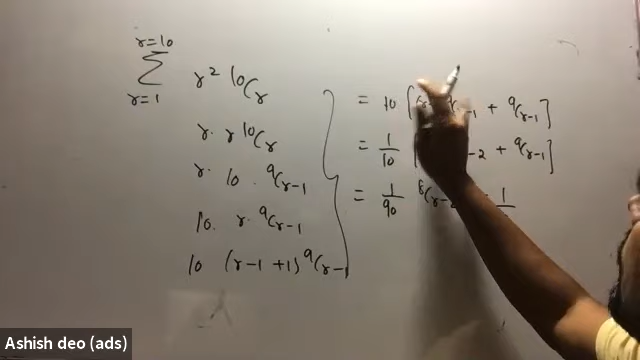 r=10
Σ r² ¹⁰Cr
r=1
r. r ¹⁰Cr
r. 10 . ⁹Cr-1
10. r. ⁹Cr-1
10 (r-1+1) ⁹Cr-1
= 10 [ -1 + ⁹Cr-1 ]
= 1/10 [ -2 + ⁹Cr-1 ]
= 1/90 ⁸Cr-2 1
Ashish deo (ads)